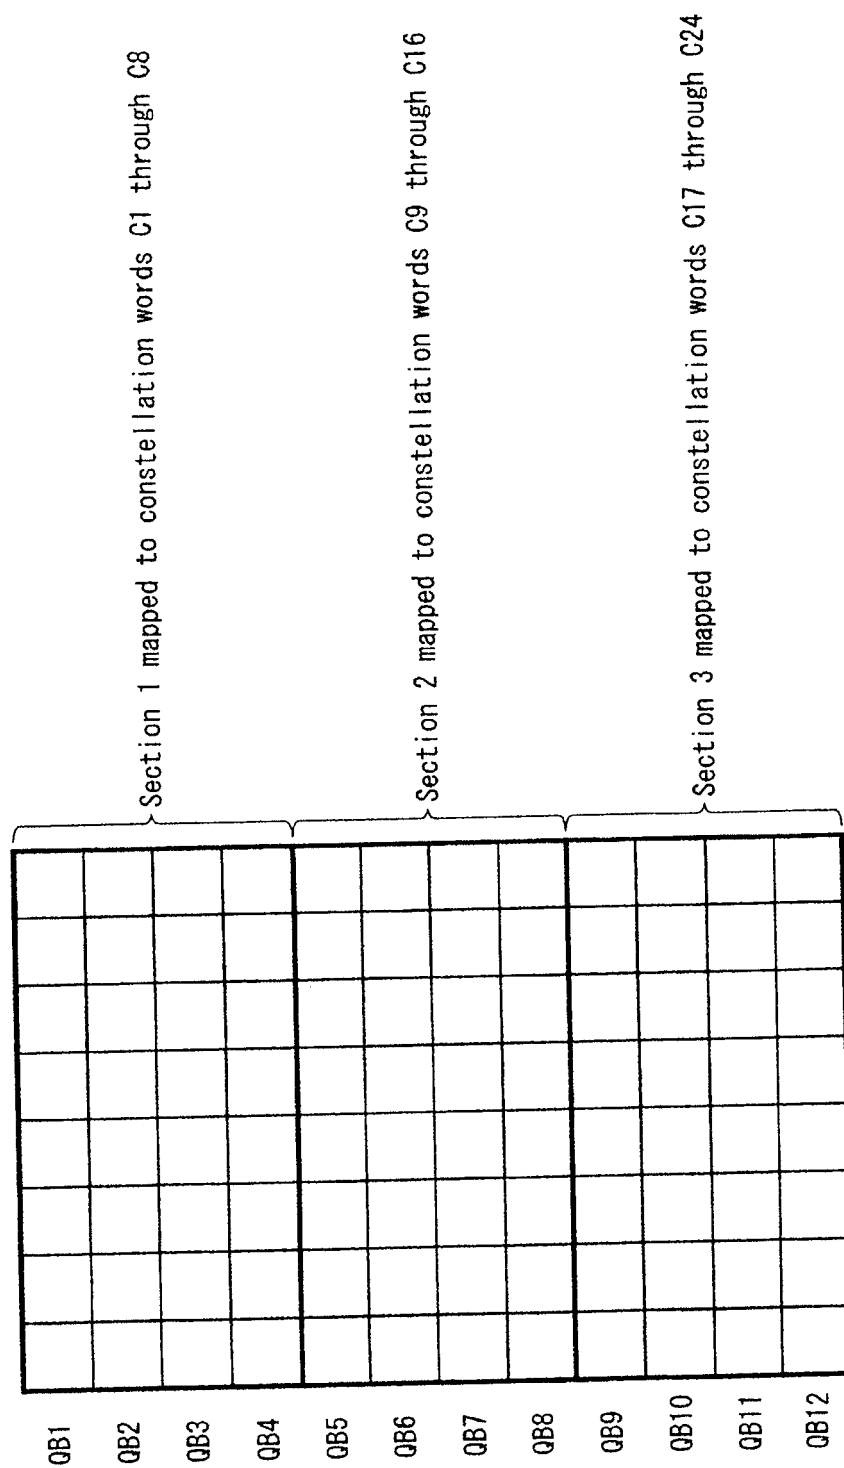 QB1
QB2
QB3
QB4
QB5
QB6
QB7
QB8
QB9
QB10
QB11
QB12
Section 1 mapped to constellation words C1 through C8
Section 2 mapped to constellation words C9 through C16
Section 3 mapped to constellation words C17 through C24